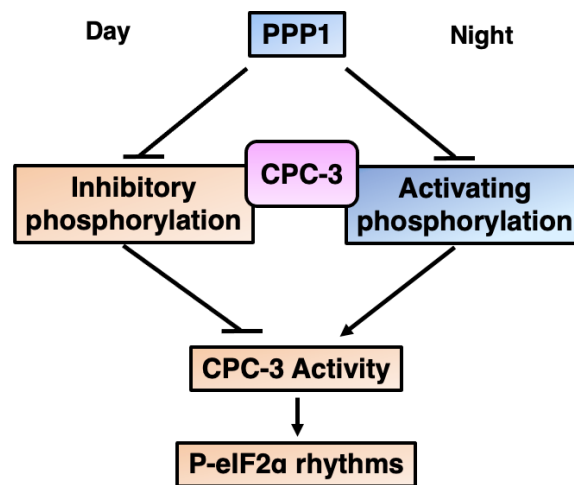 Day
PPP1
Night
Inhibitory
phosphorylation
CPC-3
Activating
phosphorylation
CPC-3 Activity
P-eIF2α rhythms